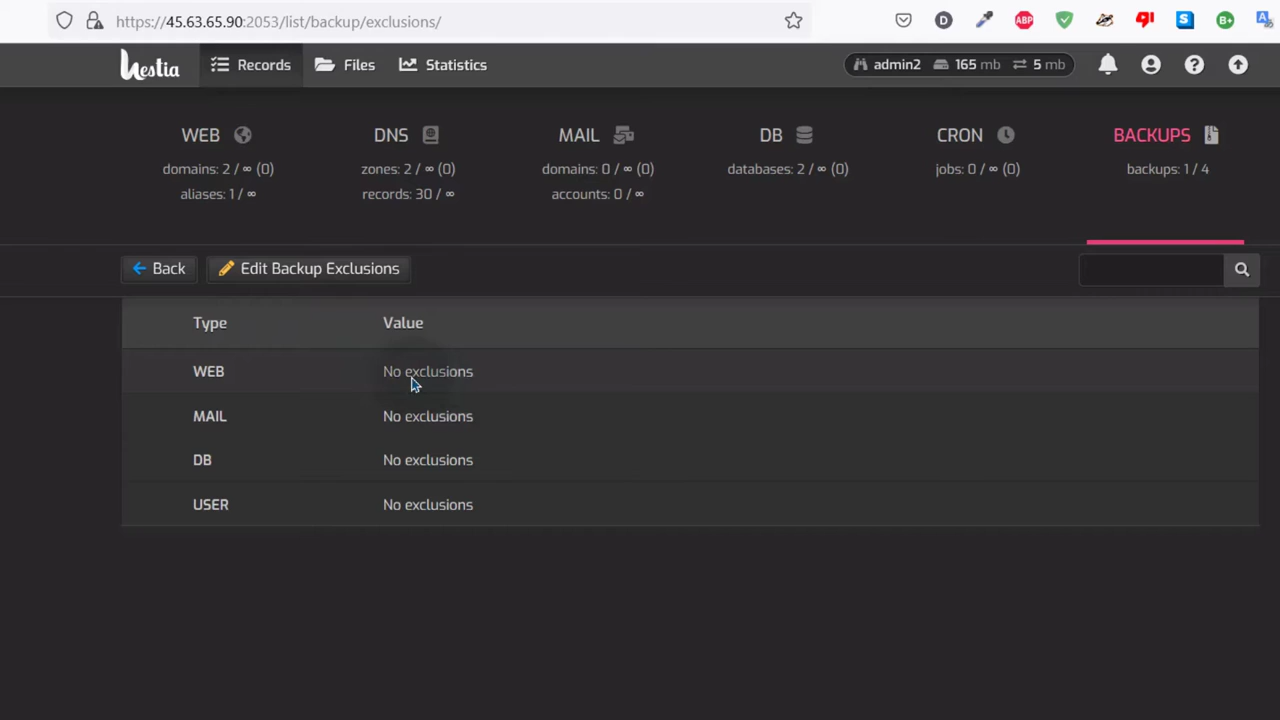 https://45.63.65.90:2053/list/backup/exclusions/
D
ABP
S
B+
A
hestia
Records
Files
Statistics
admin2 165 mb 5 mb
WEB
domains: 2 / ∞ (0)
aliases: 1 / ∞
DNS
zones: 2 / ∞ (0)
records: 30 / ∞
MAIL
domains: 0 / ∞ (0)
accounts: 0 / ∞
DB
databases: 2 / ∞ (0)
CRON
jobs: 0 / ∞ (0)
BACKUPS
backups: 1 / 4
Back
Edit Backup Exclusions
Type Value
WEB No exclusions
MAIL No exclusions
DB No exclusions
USER No exclusions